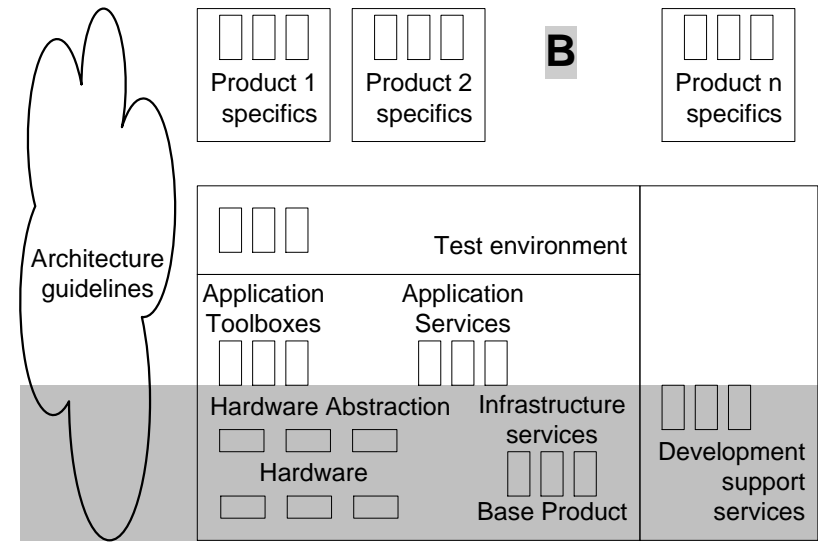 Product 1
specifics
Product 2
specifics
B
Product n
specifics
Architecture
guidelines
Test environment
Application
Toolboxes
Application
Services
Hardware Abstraction
Hardware
Infrastructure
services
Base Product
Development
support
services